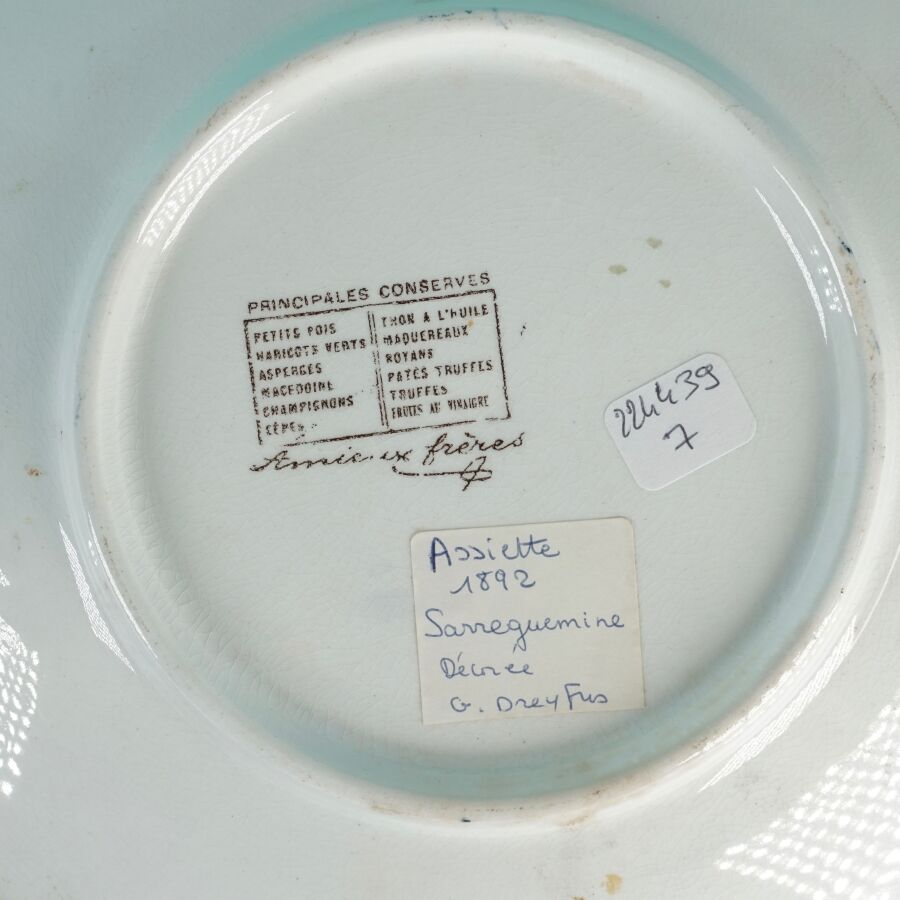 PRINCIPALES CONSERVES
PETITS POIS
HARICOTS VERTS
ASPERGES
MACEDOINE
CHAMPIGNONS
CÈPES
THON A L'HUILE
MAQUEREAUX
ROYANS
PATÉS TRUFFES
TRUFFES
FRUITS AU VINAIGRE
Amieux frères
224439
7
Assiette
1892
Sarreguemine
Décorée
G. Dreyfus